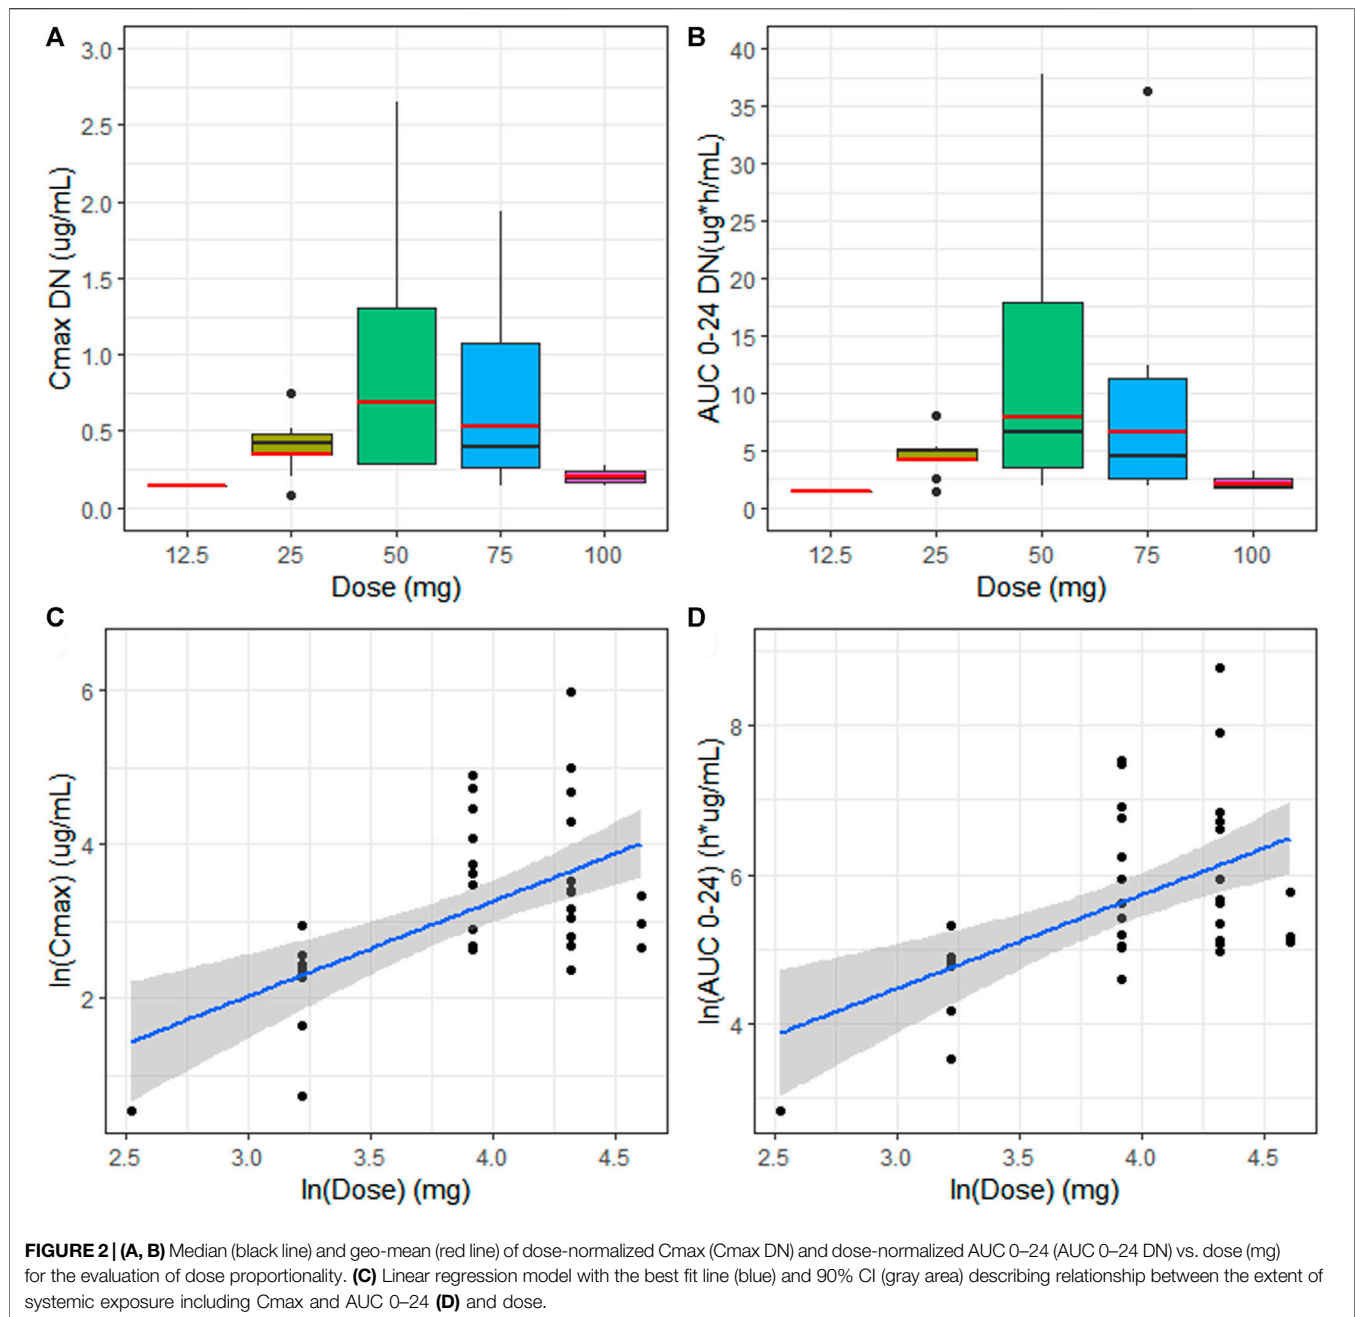 A
3.0
2.5
2.0
1.5
1.0
0.5
0.0
Cmax DN (ug/mL)
12.5 25 50 75 100
Dose (mg)
B
40
35
30
25
20
15
10
5
0
AUC 0-24 DN(ug*h/mL)
12.5 25 50 75 100
Dose (mg)
C
6
4
2
ln(Cmax) (ug/mL)
2.5 3.0 3.5 4.0 4.5
ln(Dose) (mg)
D
8
6
4
ln(AUC 0-24) (h*ug/mL)
2.5 3.0 3.5 4.0 4.5
ln(Dose) (mg)
FIGURE 2 | (A, B) Median (black line) and geo-mean (red line) of dose-normalized Cmax (Cmax DN) and dose-normalized AUC 0–24 (AUC 0–24 DN) vs. dose (mg)
for the evaluation of dose proportionality. (C) Linear regression model with the best fit line (blue) and 90% CI (gray area) describing relationship between the extent of
systemic exposure including Cmax and AUC 0–24 (D) and dose.